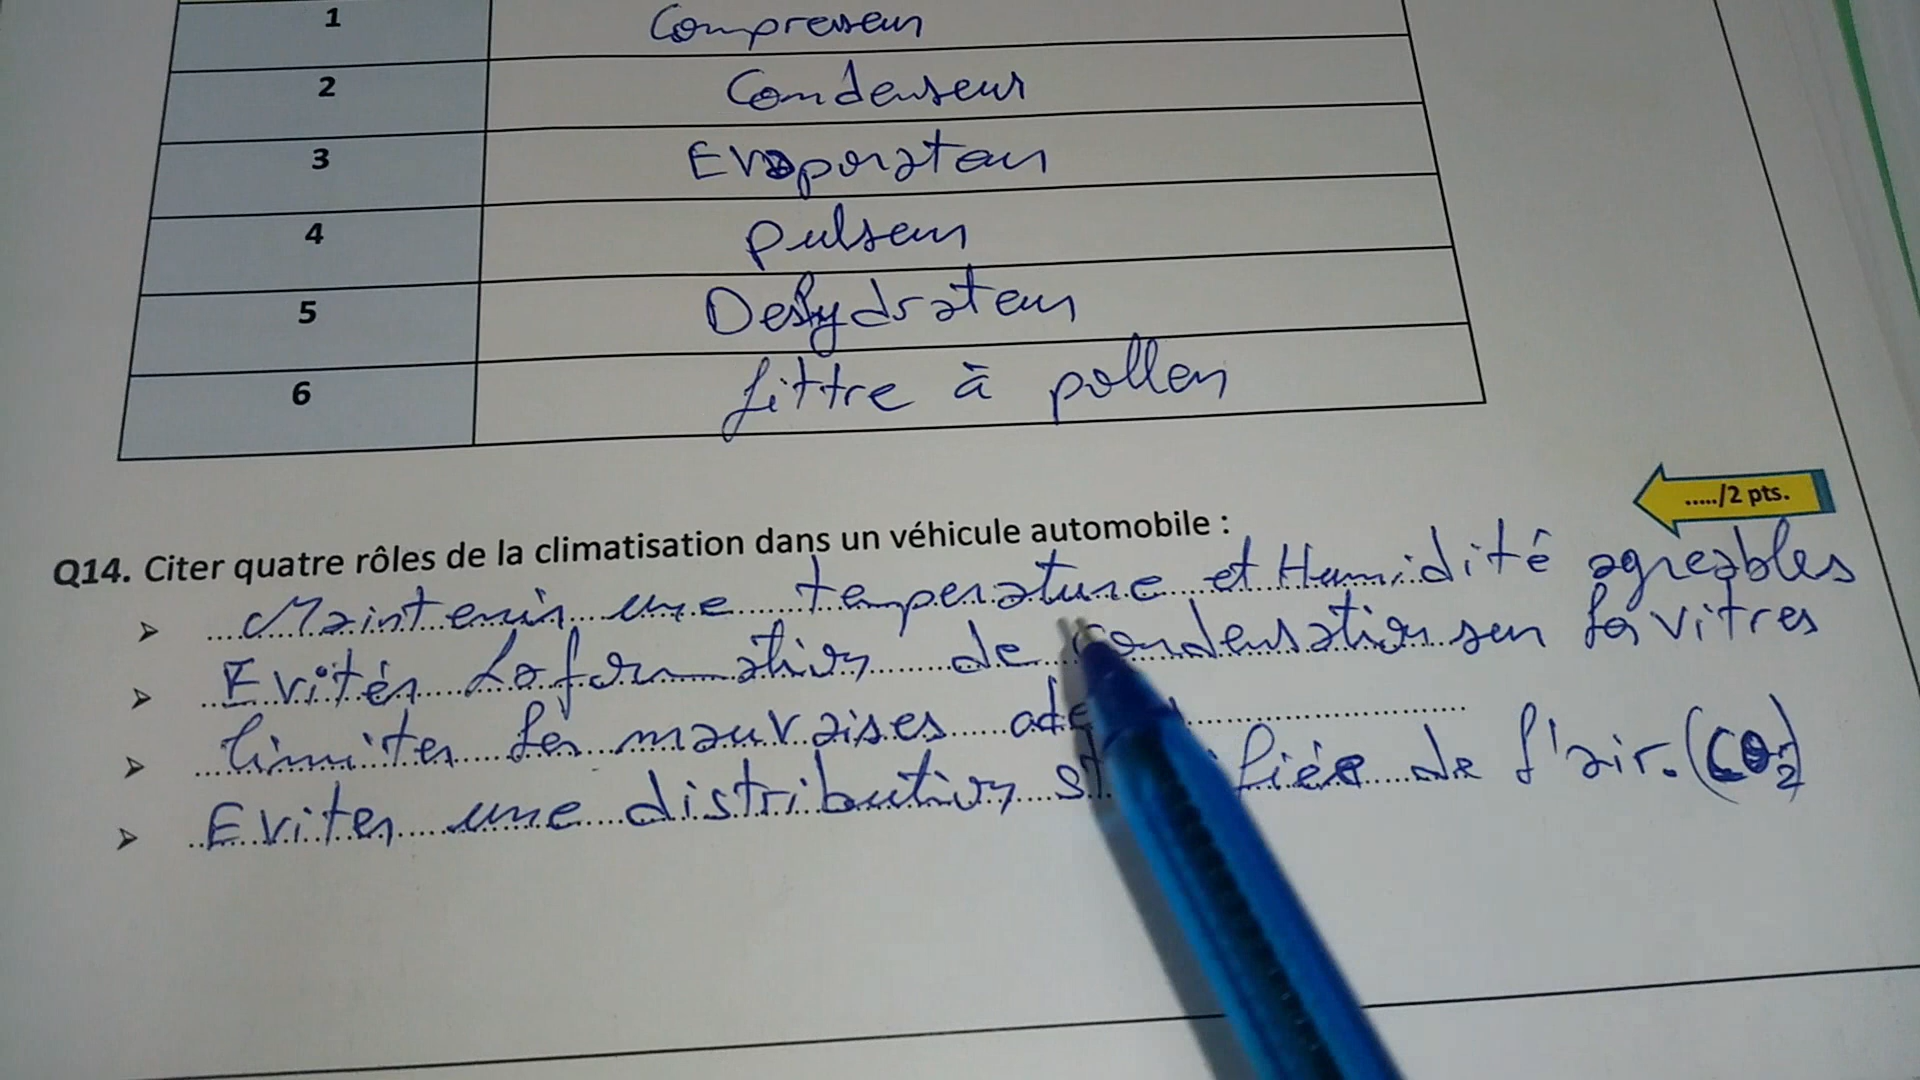 1 Compresseur
2 Condenseur
3 Evaporateur
4 pulseur
5 Deshydrateur
6 filtre à pollen
...../2 pts.
Q14. Citer quatre rôles de la climatisation dans un véhicule automobile :
➢ Maintenir une temperature et Humidité agreables
➢ Eviter La formation de condensation sur les vitres
➢ limiter les mauvaises
➢ Eviter une distribution de l'air. (CO2)